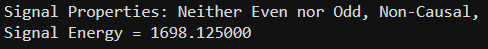 Signal Properties: Neither Even nor Odd, Non-Causal,
Signal Energy = 1698.125000